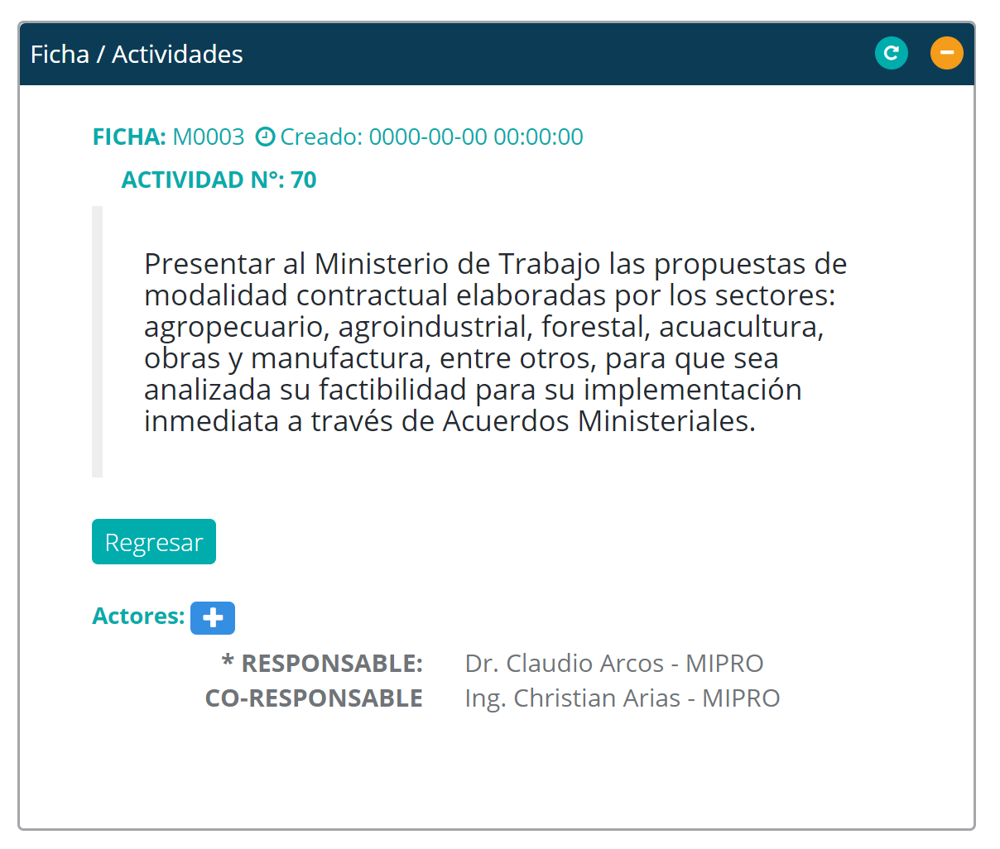 Ficha / Actividades
FICHA: M0003 Creado: 0000-00-00 00:00:00
ACTIVIDAD N°: 70
Presentar al Ministerio de Trabajo las propuestas de
modalidad contractual elaboradas por los sectores:
agropecuario, agroindustrial, forestal, acuacultura,
obras y manufactura, entre otros, para que sea
analizada su factibilidad para su implementación
inmediata a través de Acuerdos Ministeriales.
Regresar
Actores:
* RESPONSABLE: Dr. Claudio Arcos - MIPRO
CO-RESPONSABLE Ing. Christian Arias - MIPRO